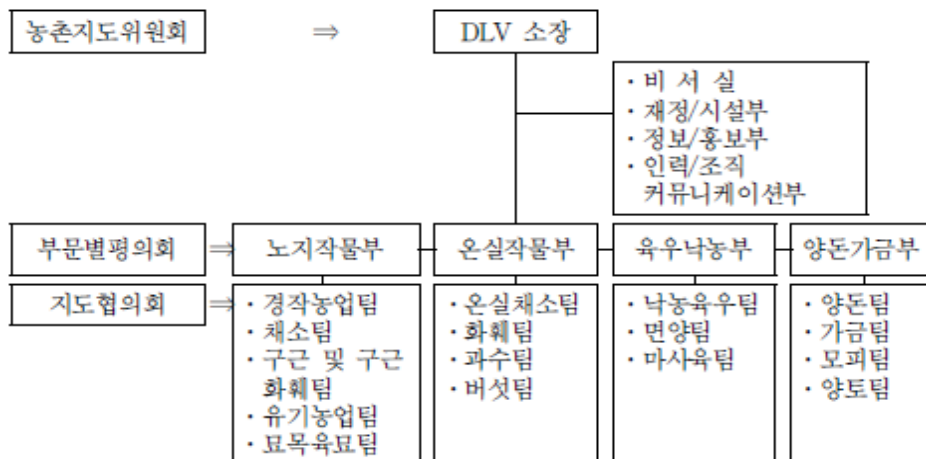 농촌지도위원회 ⇒ DLV 소장
· 비 서 실
· 재정/시설부
· 정보/홍보부
· 인력/조직
커뮤니케이션부
부문별평의회 ⇒ 노지작물부 온실작물부 육우낙농부 양돈가금부
지도협의회 ⇒
· 경작농업팀
· 채소팀
· 구근 및 구근
화훼팀
· 유기농업팀
· 묘목육묘팀
· 온실채소팀
· 화훼팀
· 과수팀
· 버섯팀
· 낙농육우팀
· 면양팀
· 마사육팀
· 양돈팀
· 가금팀
· 모피팀
· 양토팀